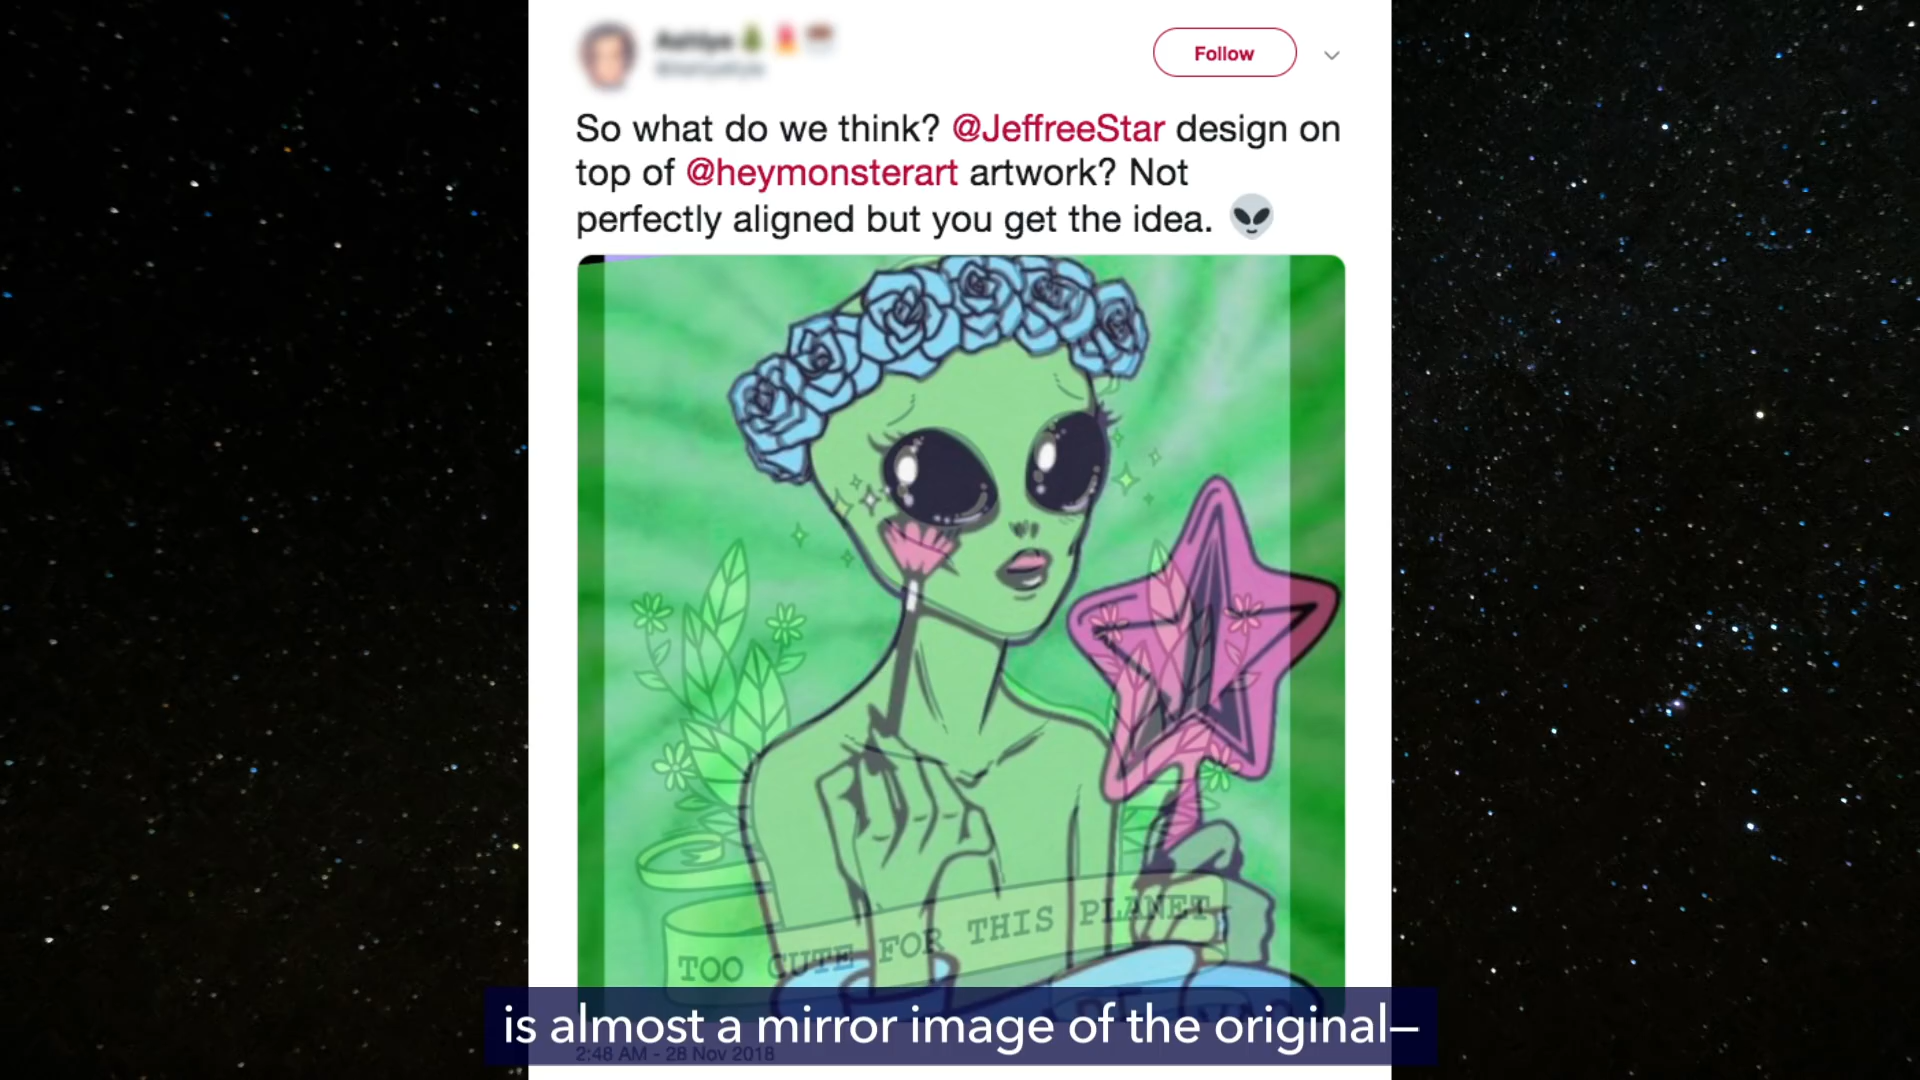 Follow
So what do we think? @JeffreeStar design on
top of @heymonsterart artwork? Not
perfectly aligned but you get the idea.
TOO CUTE FOR THIS PLANET
is almost a mirror image of the original—
2:48 AM - 28 Nov 2018